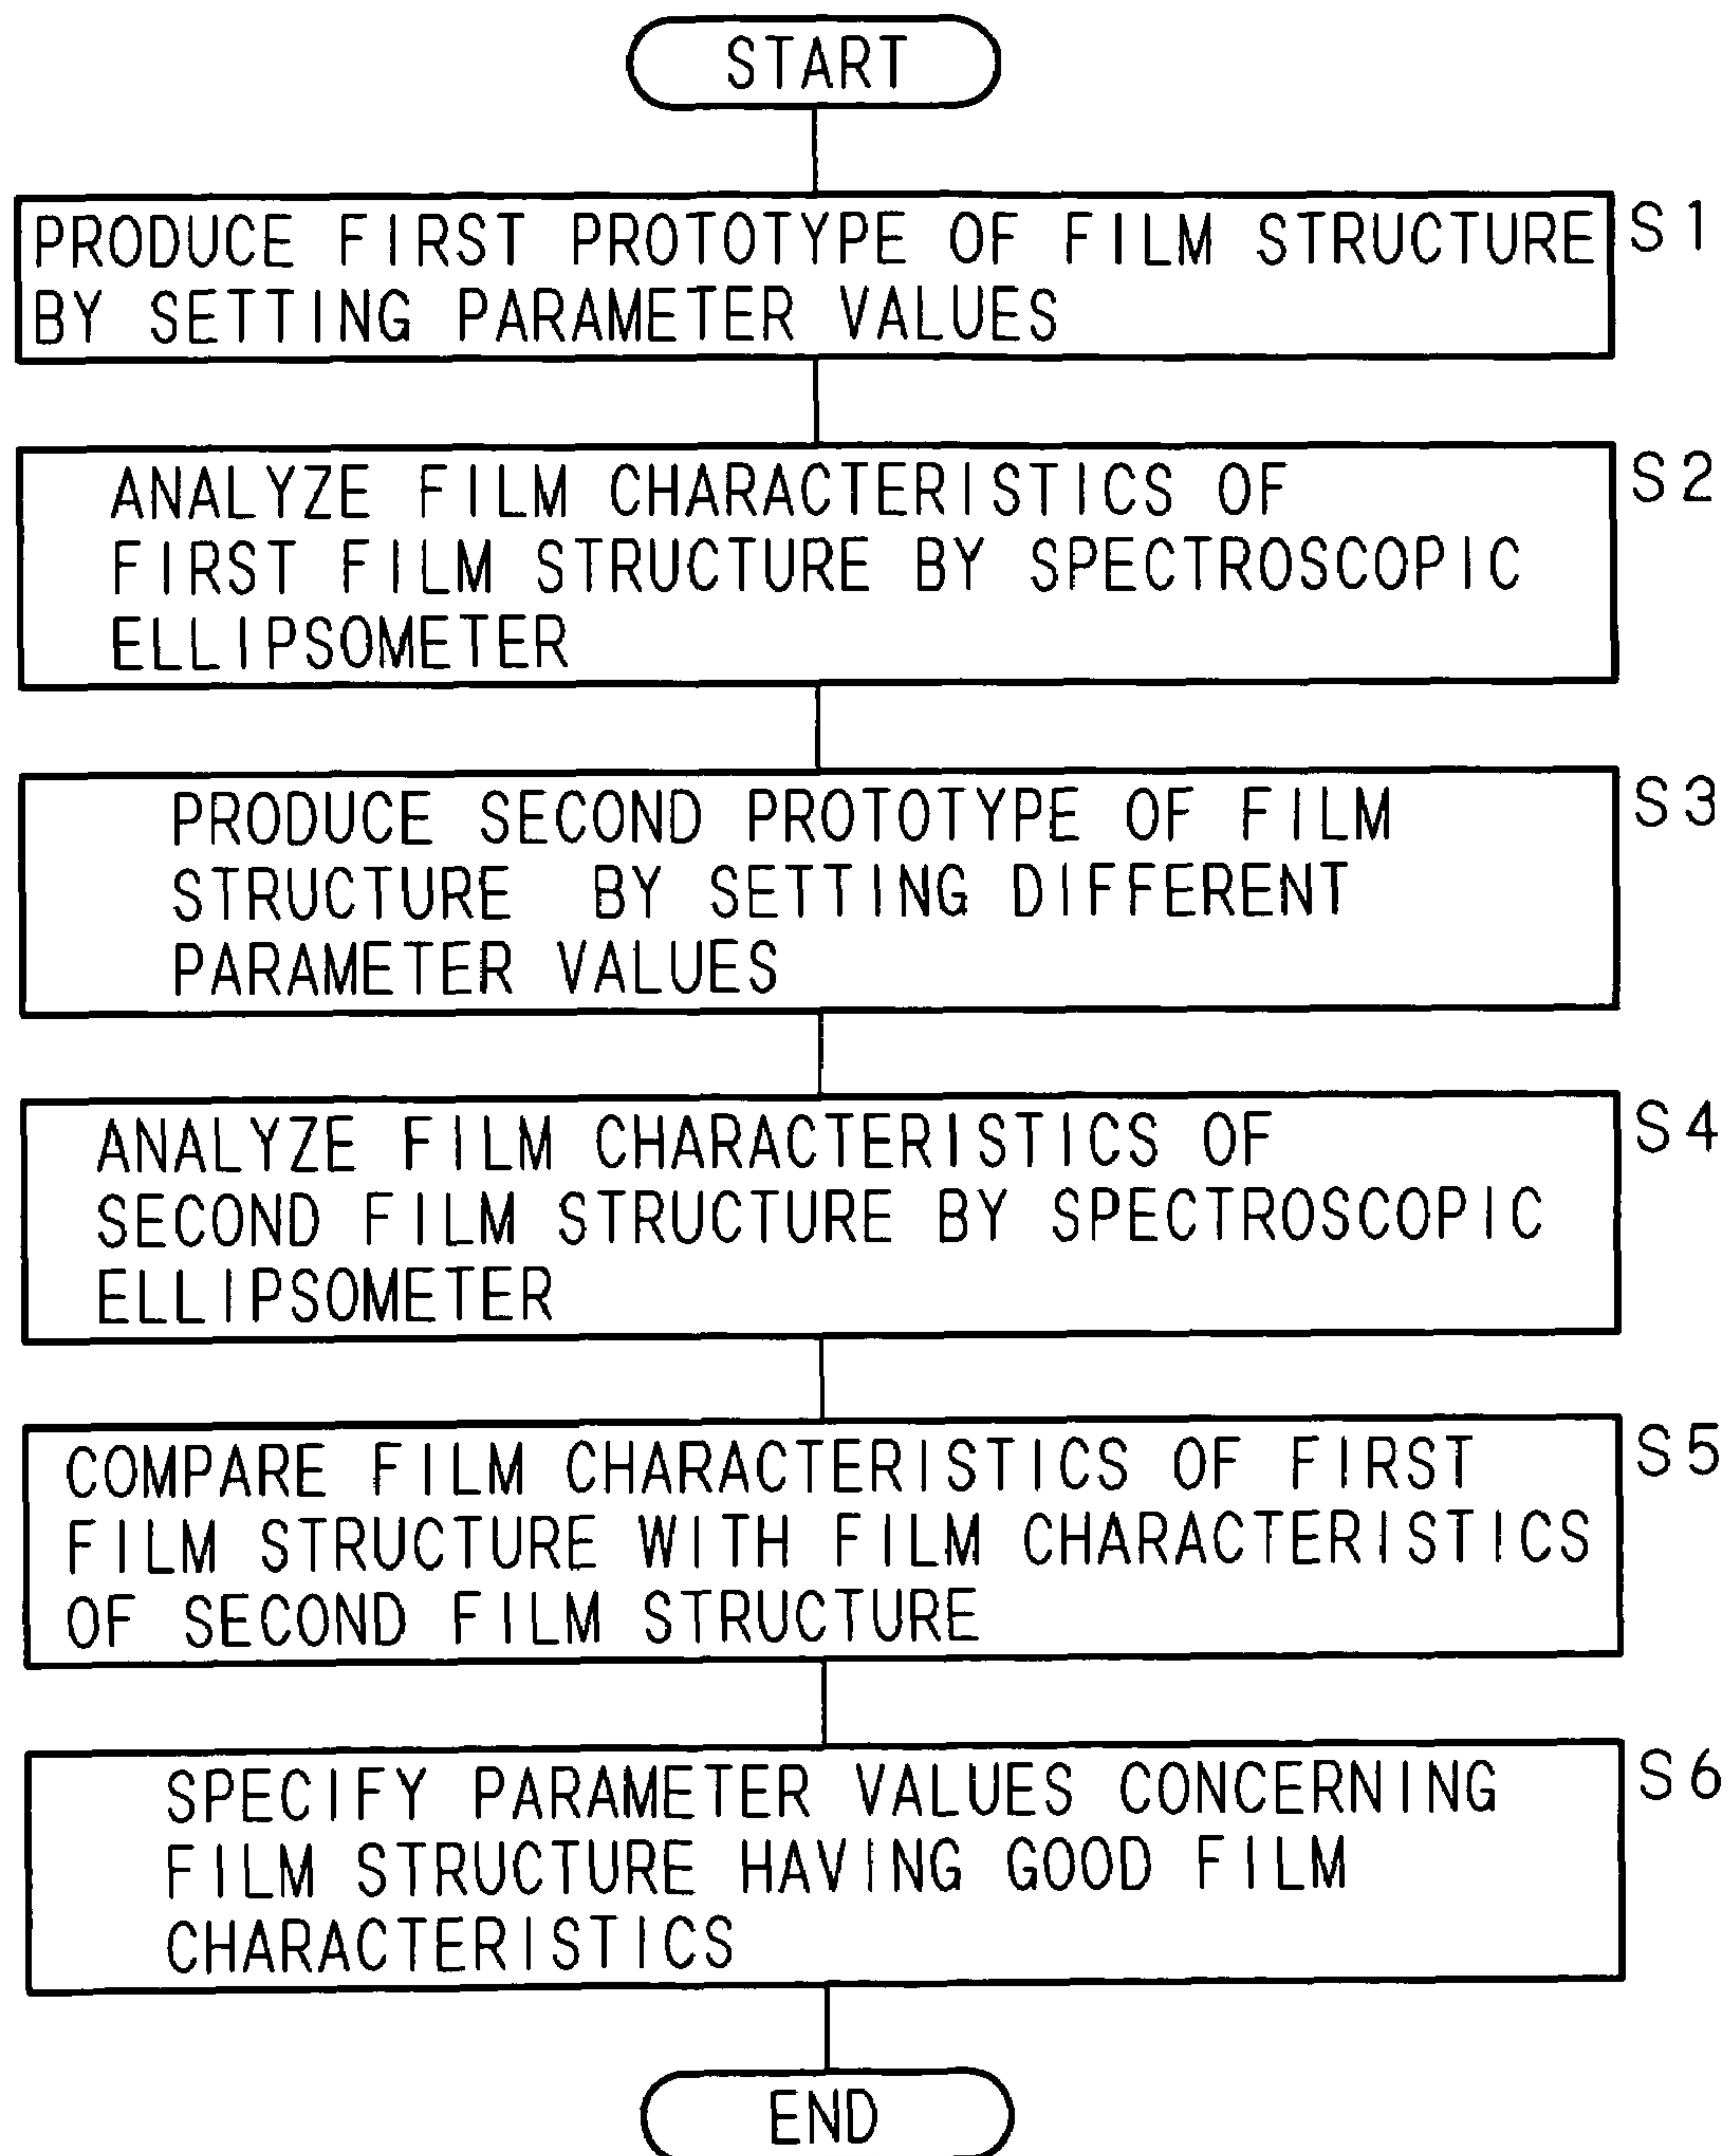 START
PRODUCE FIRST PROTOTYPE OF FILM STRUCTURE S1
BY SETTING PARAMETER VALUES
ANALYZE FILM CHARACTERISTICS OF S2
FIRST FILM STRUCTURE BY SPECTROSCOPIC
ELLIPSOMETER
PRODUCE SECOND PROTOTYPE OF FILM S3
STRUCTURE BY SETTING DIFFERENT
PARAMETER VALUES
ANALYZE FILM CHARACTERISTICS OF S4
SECOND FILM STRUCTURE BY SPECTROSCOPIC
ELLIPSOMETER
COMPARE FILM CHARACTERISTICS OF FIRST S5
FILM STRUCTURE WITH FILM CHARACTERISTICS
OF SECOND FILM STRUCTURE
SPECIFY PARAMETER VALUES CONCERNING S6
FILM STRUCTURE HAVING GOOD FILM
CHARACTERISTICS
END